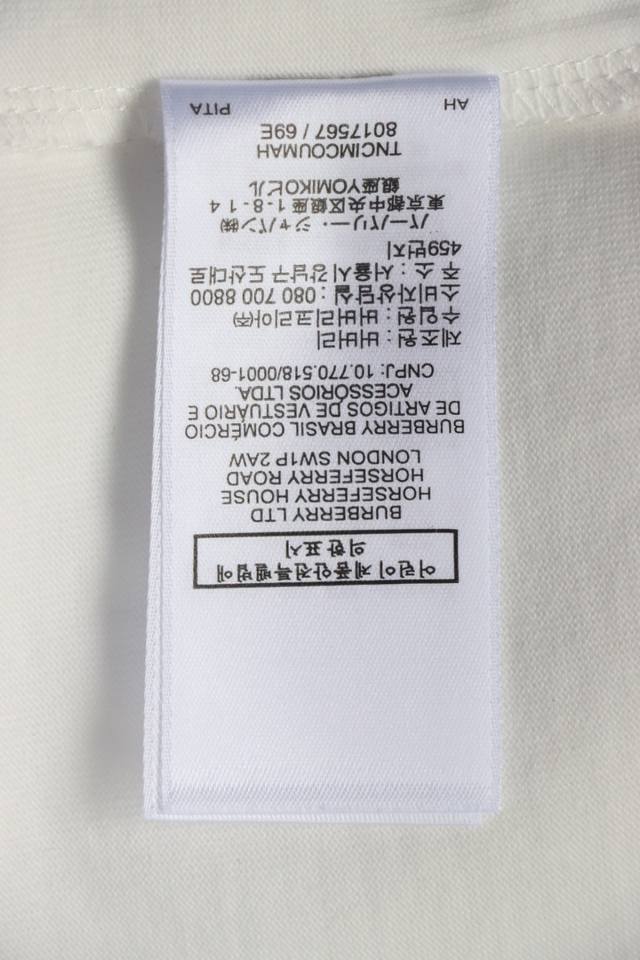 어린이제품안전특별법에
의한 표시
BURBERRY LTD
HORSEFERRY HOUSE
HORSEFERRY ROAD
LONDON SW1P 2AW
BURBERRY BRASIL COMÉRCIO
DE ARTIGOS DE VESTUÁRIO E
ACESSÓRIOS LTDA.
CNPJ: 10.770.518/0001-68
제조원 : 버버리
수입원 : 버버리코리아㈜
소비자상담실 : 080 700 8800
주 소 : 서울시 강남구 도산대로
459번지
バーバリー・ジャパン㈱
東京都中央区銀座1-8-14
銀座YOMIKOビル
TNCIMCOUMAH
8017567 / 69E
AH PITA